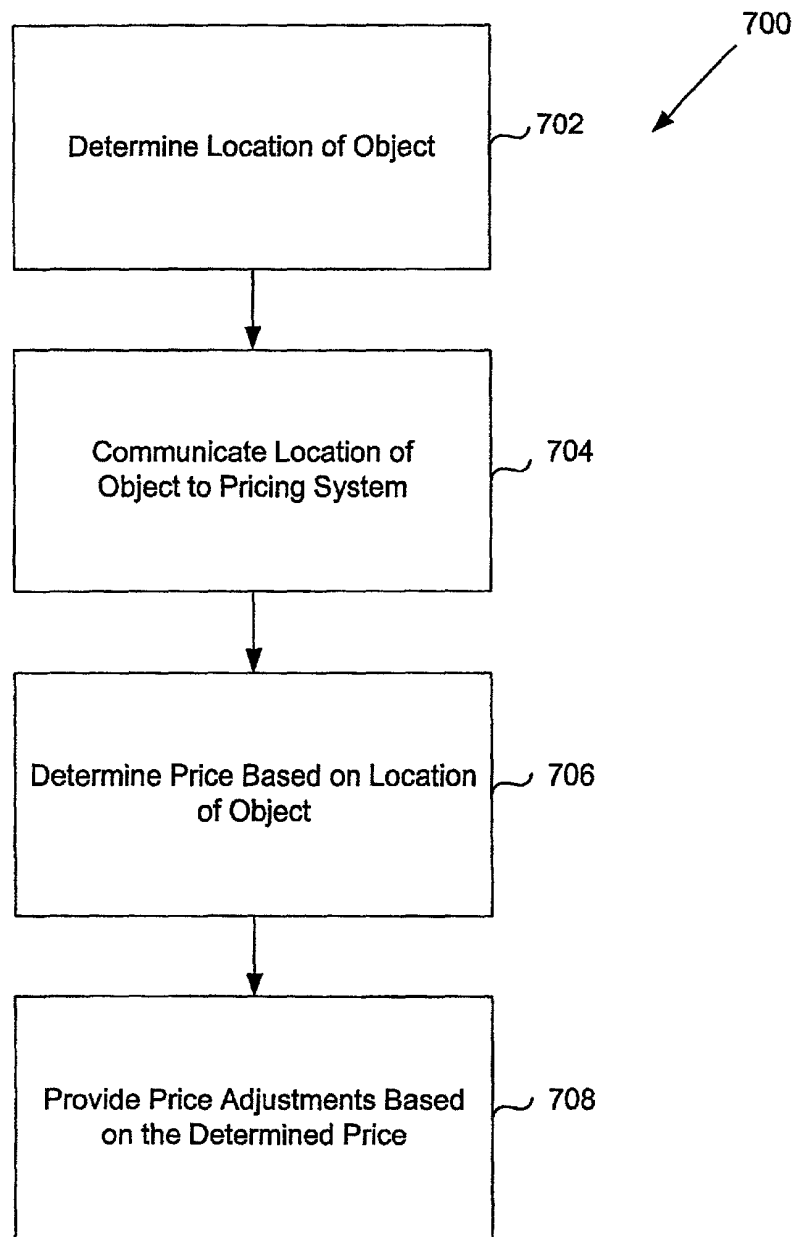 700
Determine Location of Object
702
Communicate Location of
Object to Pricing System
704
Determine Price Based on Location
of Object
706
Provide Price Adjustments Based
on the Determined Price
708